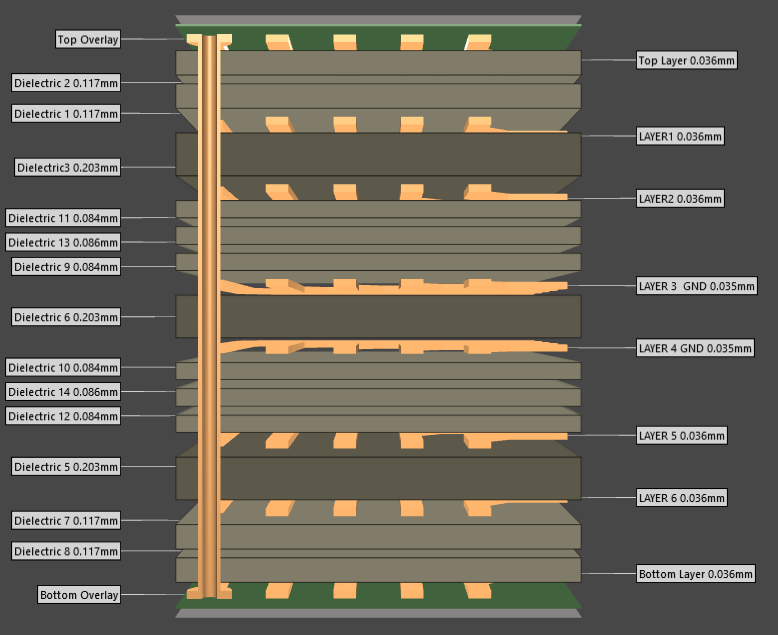 Top Overlay
Top Layer 0.036mm
Dielectric 2 0.117mm
Dielectric 1 0.117mm
LAYER1 0.036mm
Dielectric3 0.203mm
LAYER2 0.036mm
Dielectric 11 0.084mm
Dielectric 13 0.086mm
Dielectric 9 0.084mm
LAYER 3  GND 0.035mm
Dielectric 6 0.203mm
LAYER 4 GND 0.035mm
Dielectric 10 0.084mm
Dielectric 14 0.086mm
Dielectric 12 0.084mm
LAYER 5 0.036mm
Dielectric 5 0.203mm
LAYER 6 0.036mm
Dielectric 7 0.117mm
Dielectric 8 0.117mm
Bottom Layer 0.036mm
Bottom Overlay